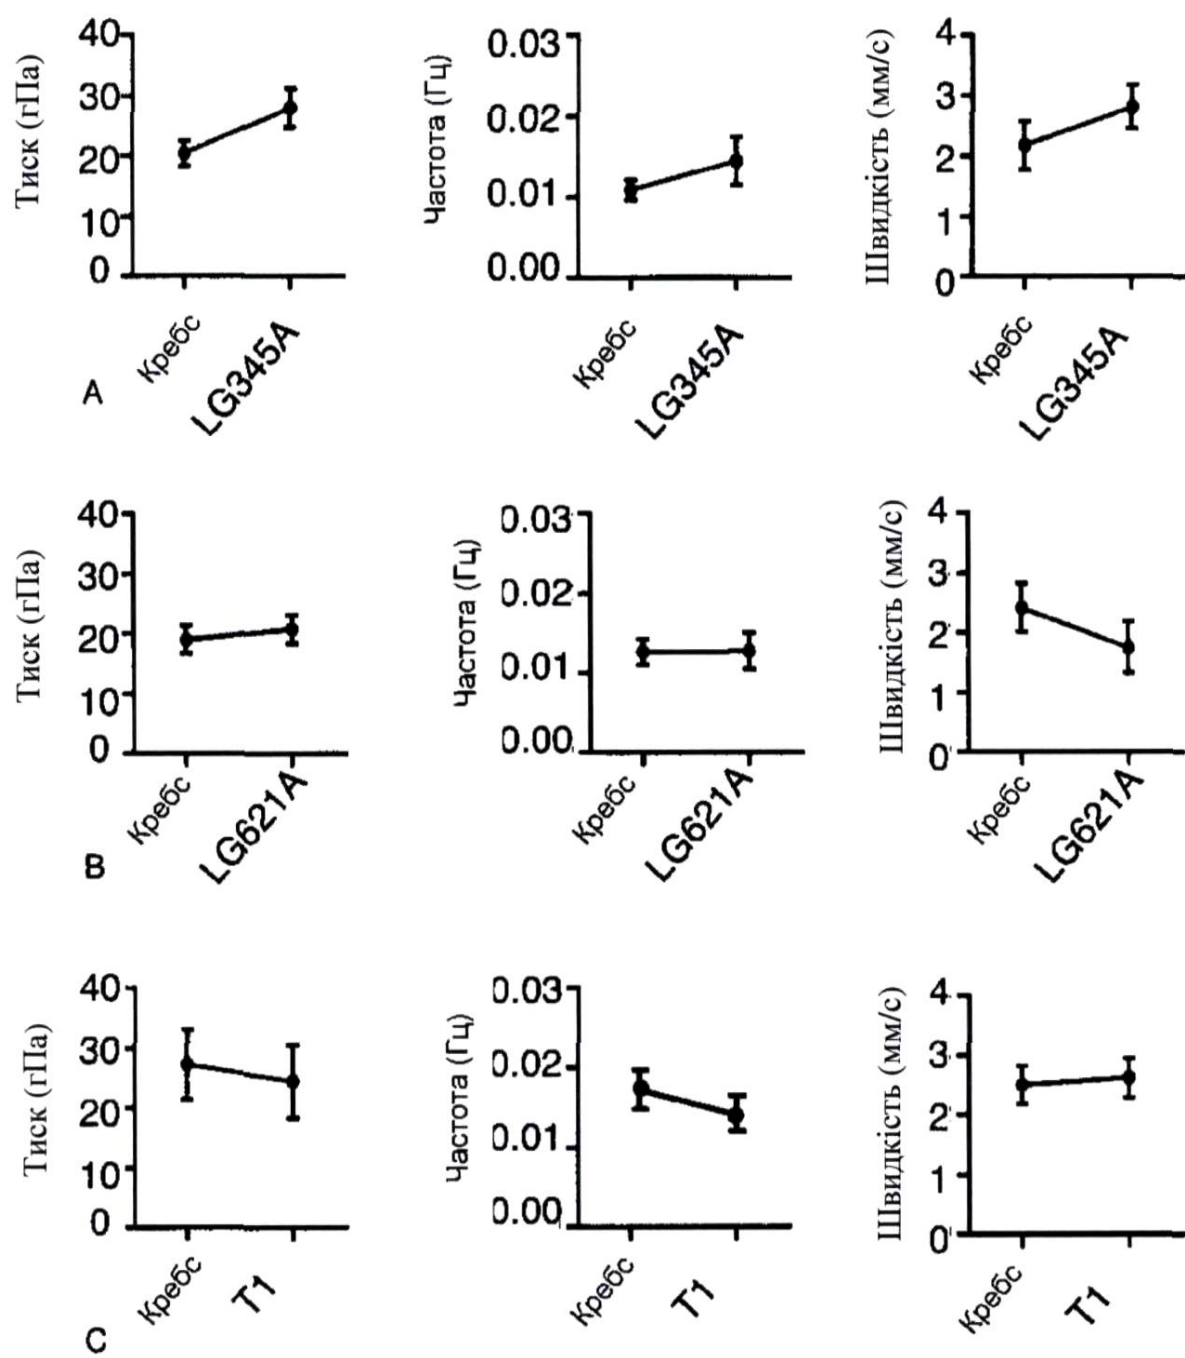 Тиск (гПа)
40
30
20
10
0
Кребс
LG345A
Частота (Гц)
0.03
0.02
0.01
0.00
Кребс
LG345A
Швидкість (мм/с)
4
3
2
1
0
Кребс
LG345A
A
Тиск (гПа)
40
30
20
10
0
Кребс
LG621A
Частота (Гц)
0.03
0.02
0.01
0.00
Кребс
LG621A
Швидкість (мм/с)
4
3
2
1
0
Кребс
LG621A
B
Тиск (гПа)
40
30
20
10
0
Кребс
T1
Частота (Гц)
0.03
0.02
0.01
0.00
Кребс
T1
Швидкість (мм/с)
4
3
2
1
0
Кребс
T1
C